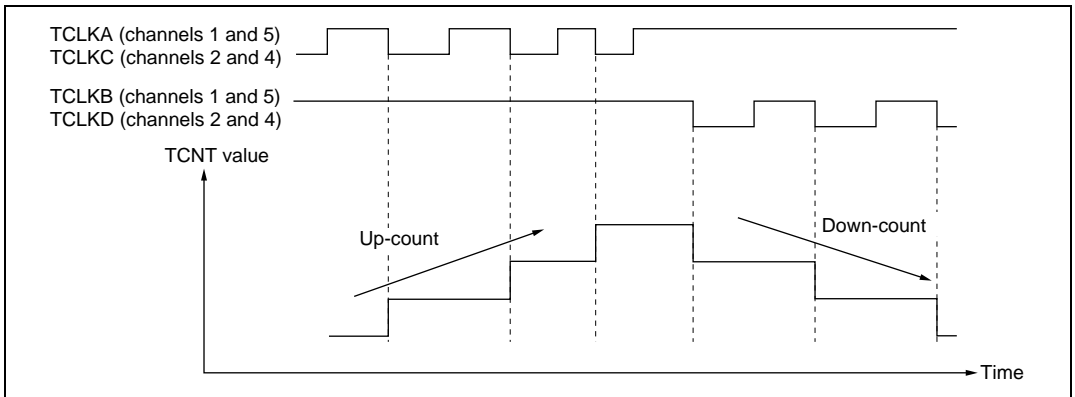 TCLKA (channels 1 and 5)
TCLKC (channels 2 and 4)
TCLKB (channels 1 and 5)
TCLKD (channels 2 and 4)
TCNT value
Up-count
Down-count
Time